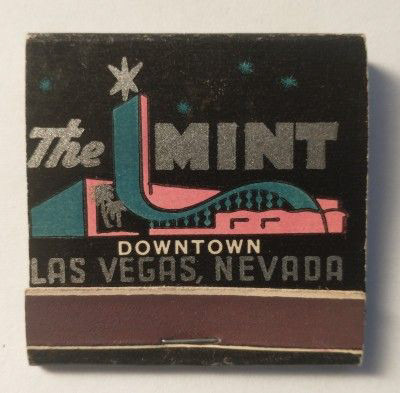 The MINT
DOWNTOWN
LAS VEGAS, NEVADA